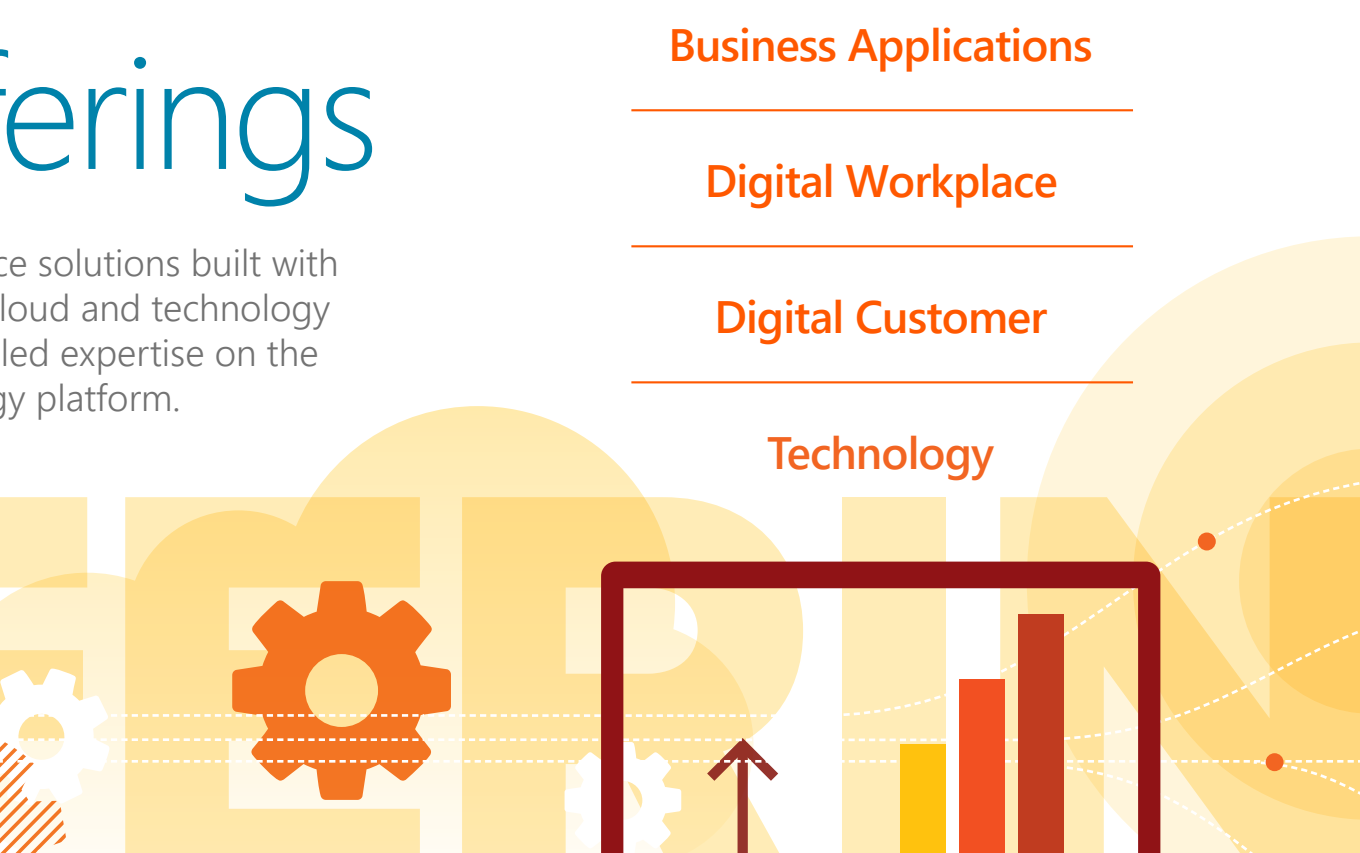 ferings
ce solutions built with
loud and technology
led expertise on the
gy platform.
Business Applications
Digital Workplace
Digital Customer
Technology
FERIN